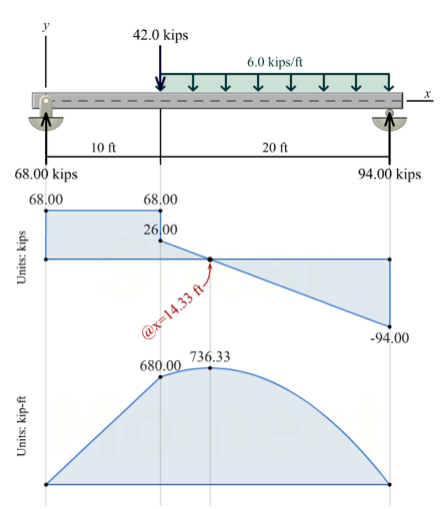 y
42.0 kips
6.0 kips/ft
x
10 ft
20 ft
68.00 kips
94.00 kips
68.00
68.00
26.00
Units: kips
@x=14.33 ft
-94.00
736.33
680.00
Units: kip-ft
Moment